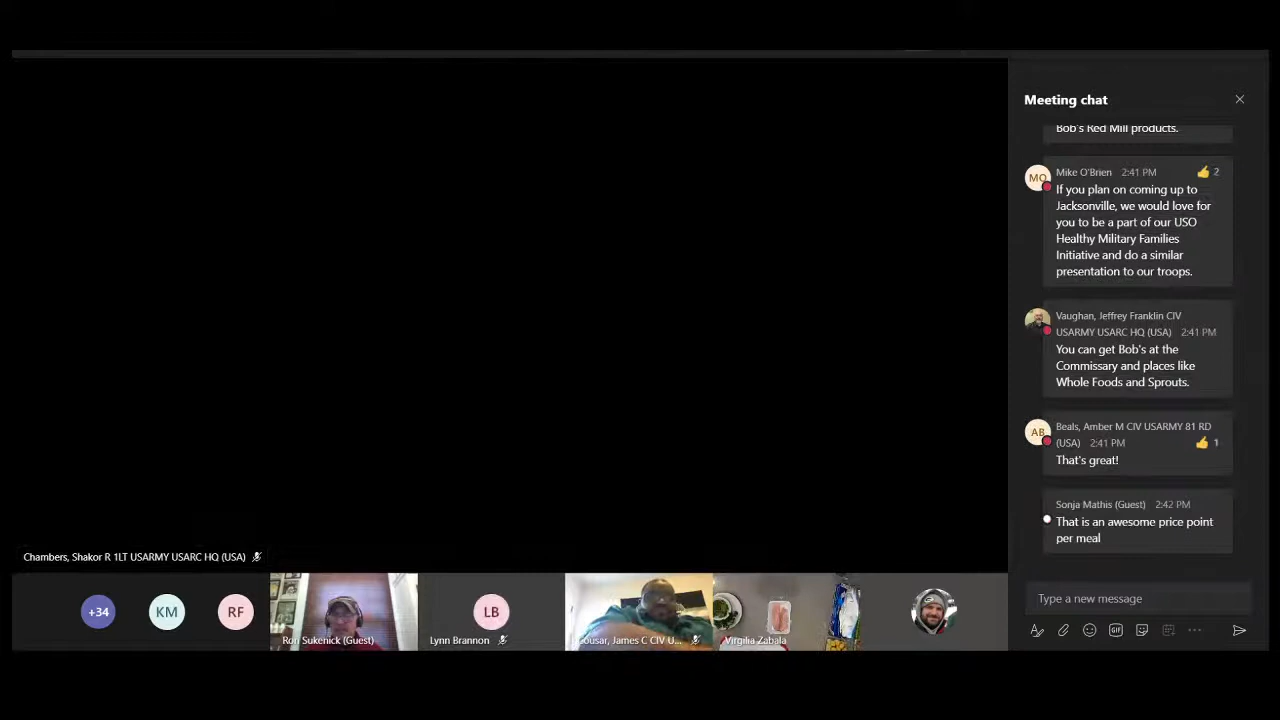 Meeting chat
Bob's Red Mill products.
MO
Mike O'Brien 2:41 PM 👍 2
If you plan on coming up to
Jacksonville, we would love for
you to be a part of our USO
Healthy Military Families
Initiative and do a similar
presentation to our troops.
Vaughan, Jeffrey Franklin CIV
USARMY USARC HQ (USA) 2:41 PM
You can get Bob's at the
Commissary and places like
Whole Foods and Sprouts.
AB
Beals, Amber M CIV USARMY 81 RD
(USA) 2:41 PM 👍 1
That's great!
Sonja Mathis (Guest) 2:42 PM
That is an awesome price point
per meal
Type a new message
GIF
Chambers, Shakor R 1LT USARMY USARC HQ (USA)
+34
KM
RF
Ron Sukenick (Guest)
LB
Lynn Brannon
James C CIV U...
Virgilia Zabala